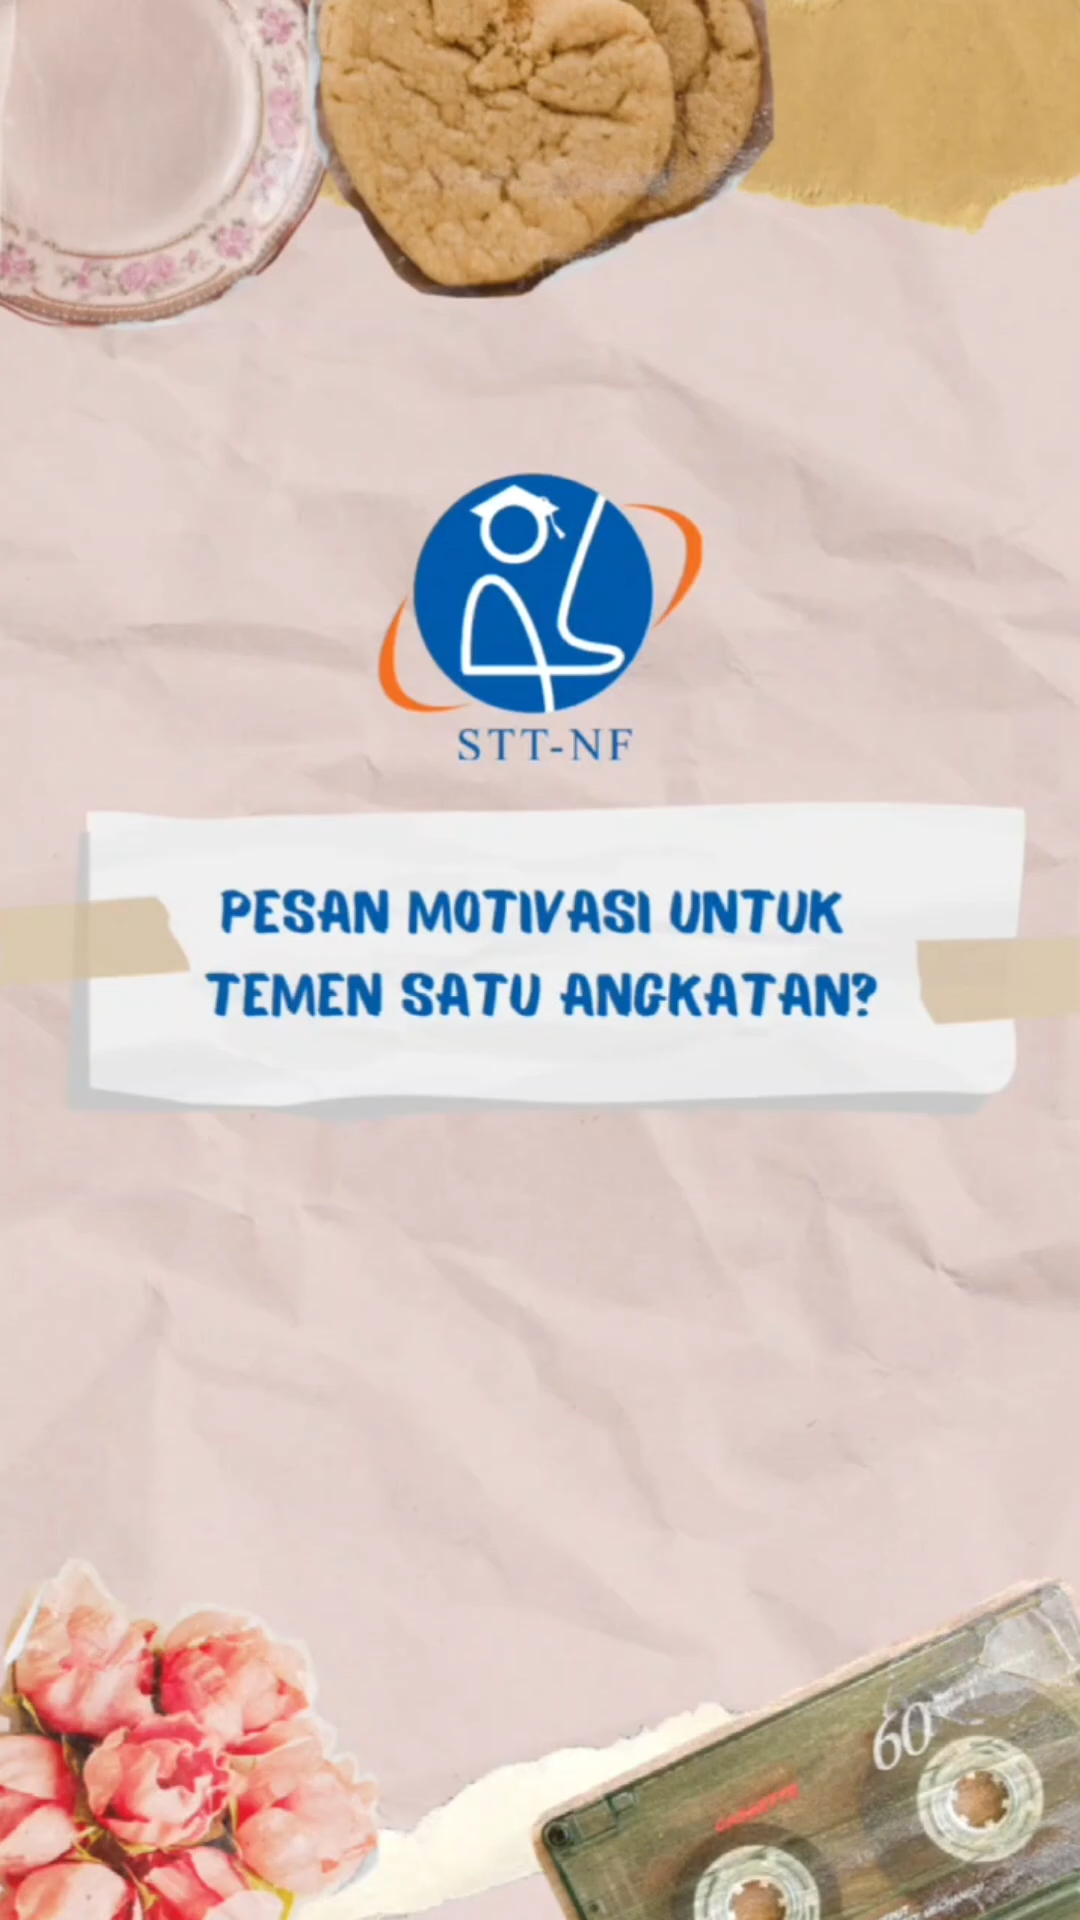 STT-NF
PESAN MOTIVASI UNTUK
TEMEN SATU ANGKATAN?
60